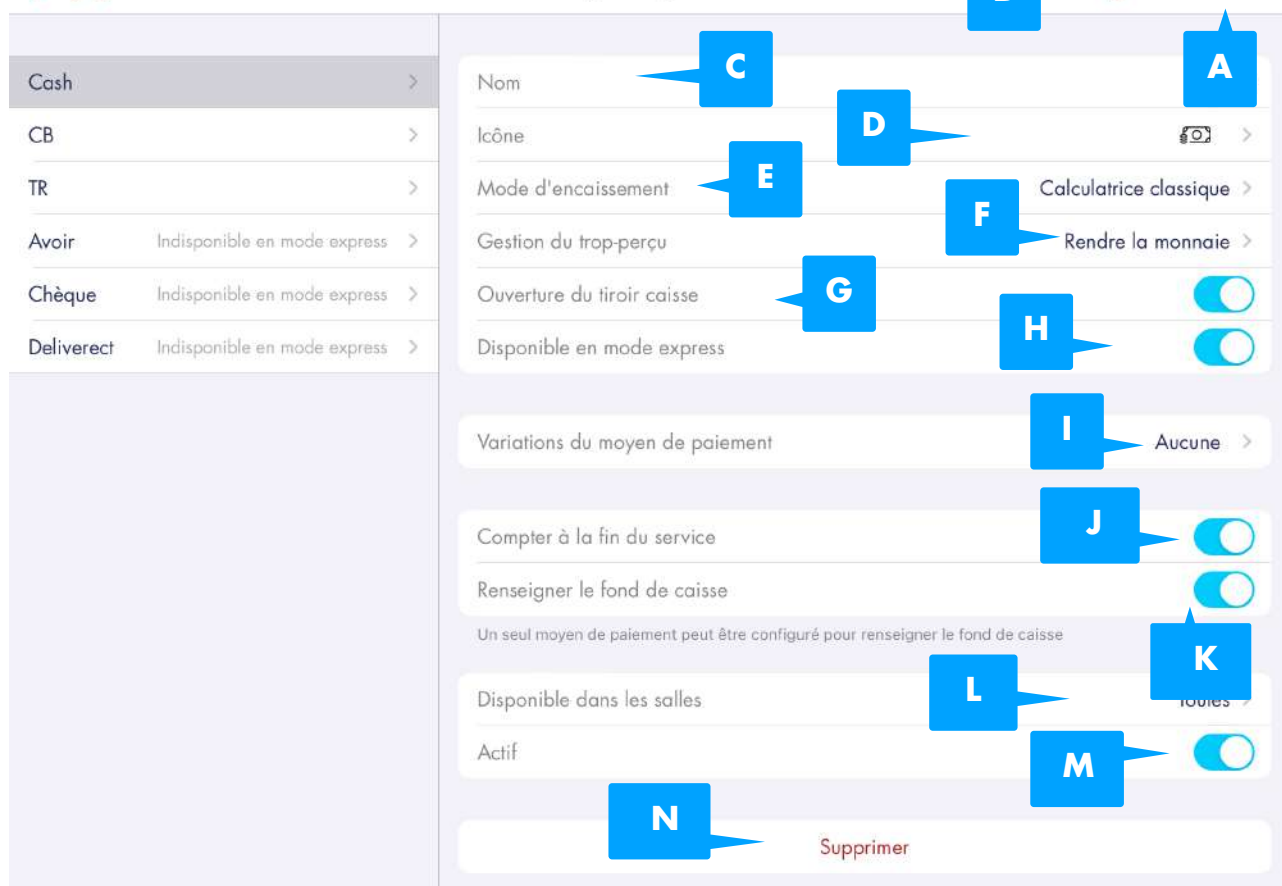 A
Cash
CB
TR
Avoir Indisponible en mode express
Chèque Indisponible en mode express
Deliverect Indisponible en mode express
Nom
C
Icône
D
Mode d'encaissement
E
Calculatrice classique
Gestion du trop-perçu
F
Rendre la monnaie
Ouverture du tiroir caisse
G
Disponible en mode express
H
Variations du moyen de paiement
I
Aucune
Compter à la fin du service
J
Renseigner le fond de caisse
Un seul moyen de paiement peut être configuré pour renseigner le fond de caisse
K
Disponible dans les salles
L
Toutes
Actif
M
N
Supprimer